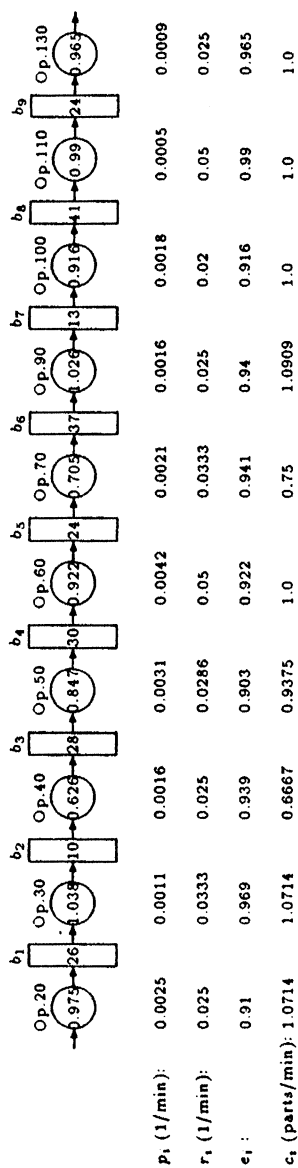 b₁ b₂ b₃ b₄ b₅ b₆ b₇ b₈ b₉
Op.20 Op.30 Op.40 Op.50 Op.60 Op.70 Op.90 Op.100 Op.110 Op.130
0.975 26 1.038 10 0.626 28 0.847 30 0.922 24 0.705 37 1.026 13 0.916 41 0.99 24 0.965
p₁ (1/min): 0.0025 0.0011 0.0016 0.0031 0.0042 0.0021 0.0016 0.0018 0.0005 0.0009
r₁ (1/min): 0.025 0.0333 0.025 0.0286 0.05 0.0333 0.025 0.02 0.05 0.025
e₁ : 0.91 0.969 0.939 0.903 0.922 0.941 0.94 0.916 0.99 0.965
c₁ (parts/min): 1.0714 1.0714 0.6667 0.9375 1.0 0.75 1.0909 1.0 1.0 1.0